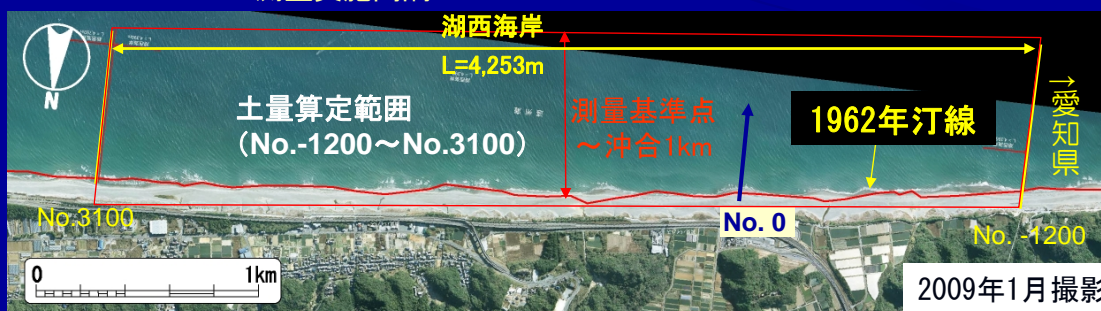 湖西海岸
L=4,253m
N
土量算定範囲
(No.-1200～No.3100)
測量基準点
～沖合1km
1962年汀線
→愛知県
No.3100
No. 0
No. -1200
0 1km
2009年1月撮影